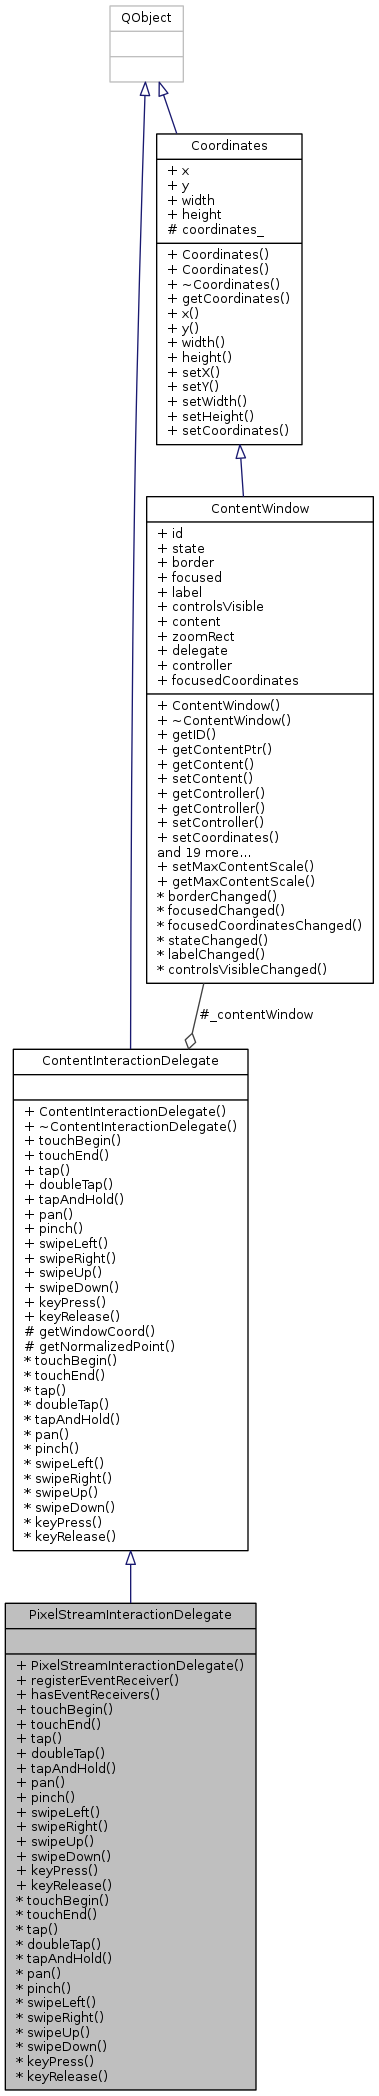 QObject
Coordinates
+ x
+ y
+ width
+ height
# coordinates_
+ Coordinates()
+ Coordinates()
+ ~Coordinates()
+ getCoordinates()
+ x()
+ y()
+ width()
+ height()
+ setX()
+ setY()
+ setWidth()
+ setHeight()
+ setCoordinates()
ContentWindow
+ id
+ state
+ border
+ focused
+ label
+ controlsVisible
+ content
+ zoomRect
+ delegate
+ controller
+ focusedCoordinates
+ ContentWindow()
+ ~ContentWindow()
+ getID()
+ getContentPtr()
+ getContent()
+ setContent()
+ getController()
+ getController()
+ setController()
+ setCoordinates()
and 19 more...
+ setMaxContentScale()
+ getMaxContentScale()
* borderChanged()
* focusedChanged()
* focusedCoordinatesChanged()
* stateChanged()
* labelChanged()
* controlsVisibleChanged()
#_contentWindow
ContentInteractionDelegate
+ ContentInteractionDelegate()
+ ~ContentInteractionDelegate()
+ touchBegin()
+ touchEnd()
+ tap()
+ doubleTap()
+ tapAndHold()
+ pan()
+ pinch()
+ swipeLeft()
+ swipeRight()
+ swipeUp()
+ swipeDown()
+ keyPress()
+ keyRelease()
# getWindowCoord()
# getNormalizedPoint()
* touchBegin()
* touchEnd()
* tap()
* doubleTap()
* tapAndHold()
* pan()
* pinch()
* swipeLeft()
* swipeRight()
* swipeUp()
* swipeDown()
* keyPress()
* keyRelease()
PixelStreamInteractionDelegate
+ PixelStreamInteractionDelegate()
+ registerEventReceiver()
+ hasEventReceivers()
+ touchBegin()
+ touchEnd()
+ tap()
+ doubleTap()
+ tapAndHold()
+ pan()
+ pinch()
+ swipeLeft()
+ swipeRight()
+ swipeUp()
+ swipeDown()
+ keyPress()
+ keyRelease()
* touchBegin()
* touchEnd()
* tap()
* doubleTap()
* tapAndHold()
* pan()
* pinch()
* swipeLeft()
* swipeRight()
* swipeUp()
* swipeDown()
* keyPress()
* keyRelease()